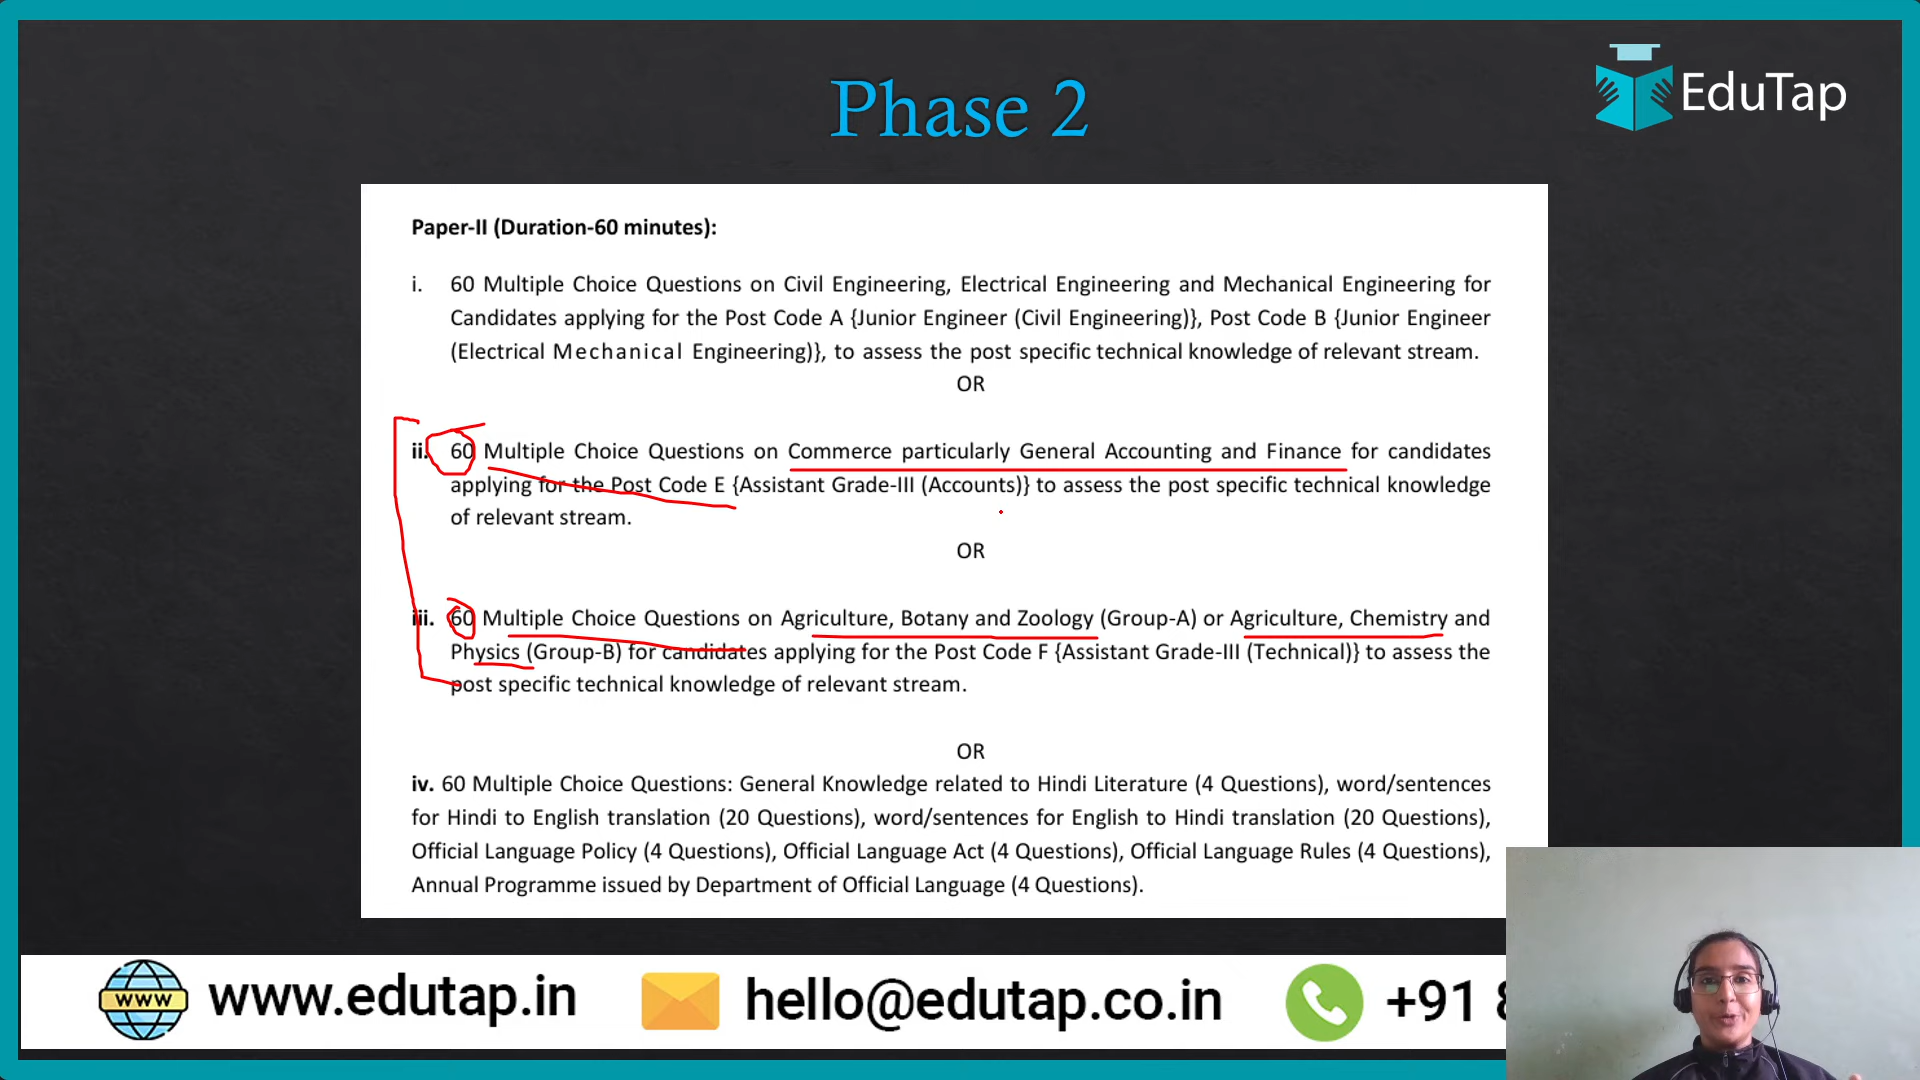 Phase 2
EduTap
Paper-II (Duration-60 minutes):
i. 60 Multiple Choice Questions on Civil Engineering, Electrical Engineering and Mechanical Engineering for
Candidates applying for the Post Code A {Junior Engineer (Civil Engineering)}, Post Code B {Junior Engineer
(Electrical Mechanical Engineering)}, to assess the post specific technical knowledge of relevant stream.
OR
ii. 60 Multiple Choice Questions on Commerce particularly General Accounting and Finance for candidates
applying for the Post Code E {Assistant Grade-III (Accounts)} to assess the post specific technical knowledge
of relevant stream.
OR
iii. 60 Multiple Choice Questions on Agriculture, Botany and Zoology (Group-A) or Agriculture, Chemistry and
Physics (Group-B) for candidates applying for the Post Code F {Assistant Grade-III (Technical)} to assess the
post specific technical knowledge of relevant stream.
OR
iv. 60 Multiple Choice Questions: General Knowledge related to Hindi Literature (4 Questions), word/sentences
for Hindi to English translation (20 Questions), word/sentences for English to Hindi translation (20 Questions),
Official Language Policy (4 Questions), Official Language Act (4 Questions), Official Language Rules (4 Questions),
Annual Programme issued by Department of Official Language (4 Questions).
www www.edutap.in hello@edutap.co.in +91